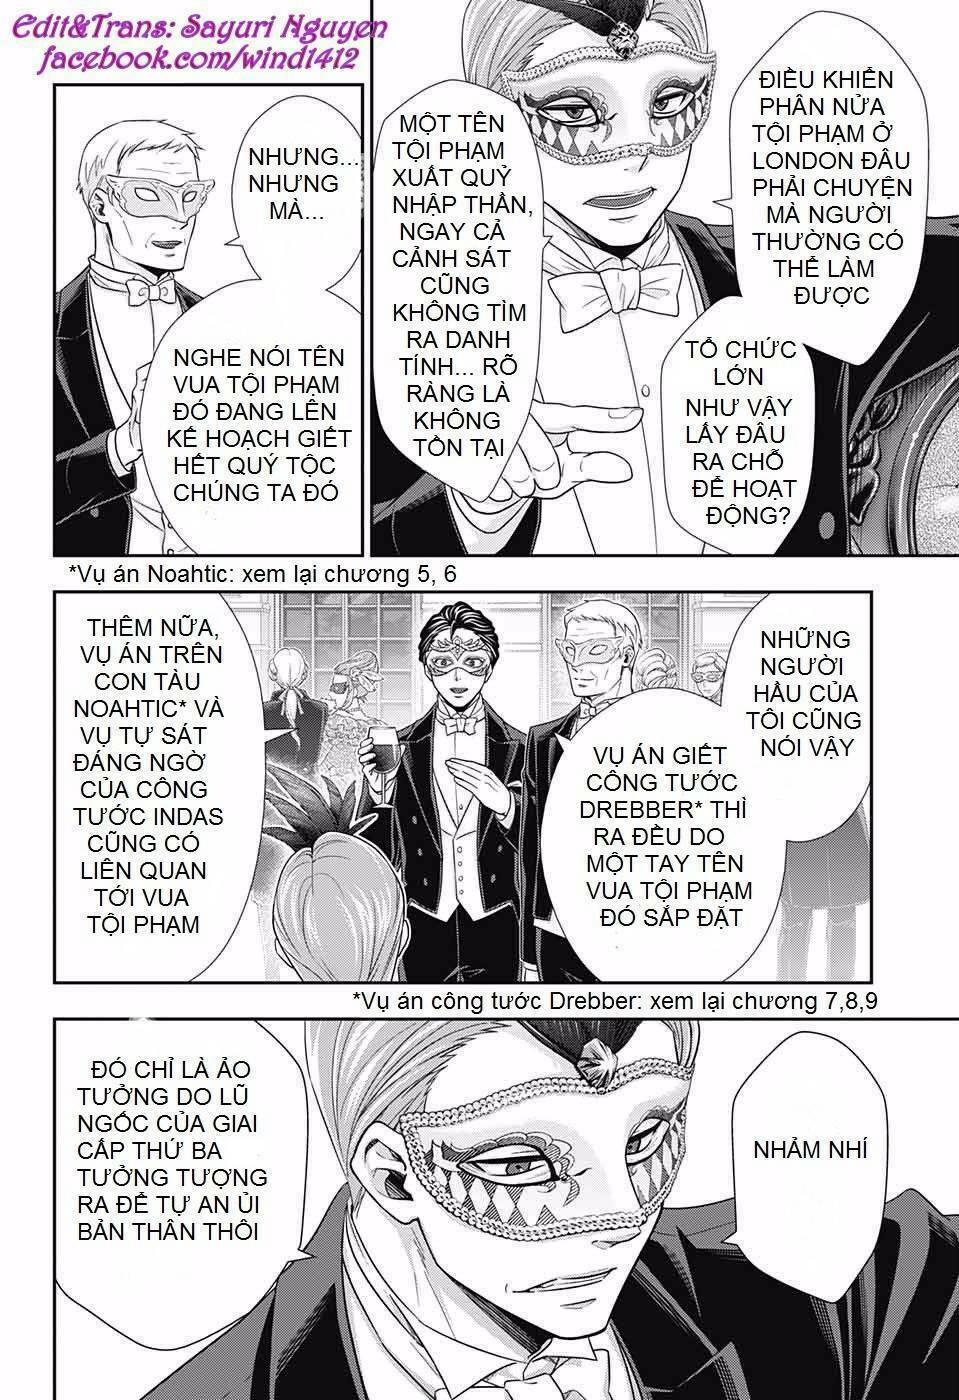 Edit&Trans: Sayuri Nguyen
facebook.com/wind1412
ĐIỀU KHIỂN
PHÂN NỬA
TỘI PHẠM Ở
LONDON ĐÂU
PHẢI CHUYỆN
MÀ NGƯỜI
THƯỜNG CÓ
THỂ LÀM
ĐƯỢC
TỔ CHỨC
LỚN
NHƯ VẬY
LẤY ĐÂU
RA CHỖ
ĐỂ HOẠT
ĐỘNG?
MỘT TÊN
TỘI PHẠM
XUẤT QUỶ
NHẬP THẦN,
NGAY CẢ
CẢNH SÁT
CŨNG
KHÔNG TÌM
RA DANH
TÍNH... RÕ
RÀNG LÀ
KHÔNG
TỒN TẠI
NHƯNG...
NHƯNG
MÀ...
NGHE NÓI TÊN
VUA TỘI PHẠM
ĐÓ ĐANG LÊN
KẾ HOẠCH GIẾT
HẾT QUÝ TỘC
CHÚNG TA ĐÓ
*Vụ án Noahtic: xem lại chương 5, 6
NHỮNG
NGƯỜI
HẦU CỦA
TÔI CŨNG
NÓI VẬY
VỤ ÁN GIẾT
CÔNG TƯỚC
DREBBER* THÌ
RA ĐỀU DO
MỘT TAY TÊN
VUA TỘI PHẠM
ĐÓ SẮP ĐẶT
THÊM NỮA,
VỤ ÁN TRÊN
CON TÀU
NOAHTIC* VÀ
VỤ TỰ SÁT
ĐÁNG NGỜ
CỦA CÔNG
TƯỚC INDAS
CŨNG CÓ
LIÊN QUAN
TỚI VUA
TỘI PHẠM
*Vụ án công tước Drebber: xem lại chương 7,8,9
NHẢM NHÍ
ĐÓ CHỈ LÀ ẢO
TƯỞNG DO LŨ
NGỐC CỦA GIAI
CẤP THỨ BA
TƯỞNG TƯỢNG
RA ĐỂ TỰ AN ỦI
BẢN THÂN THÔI